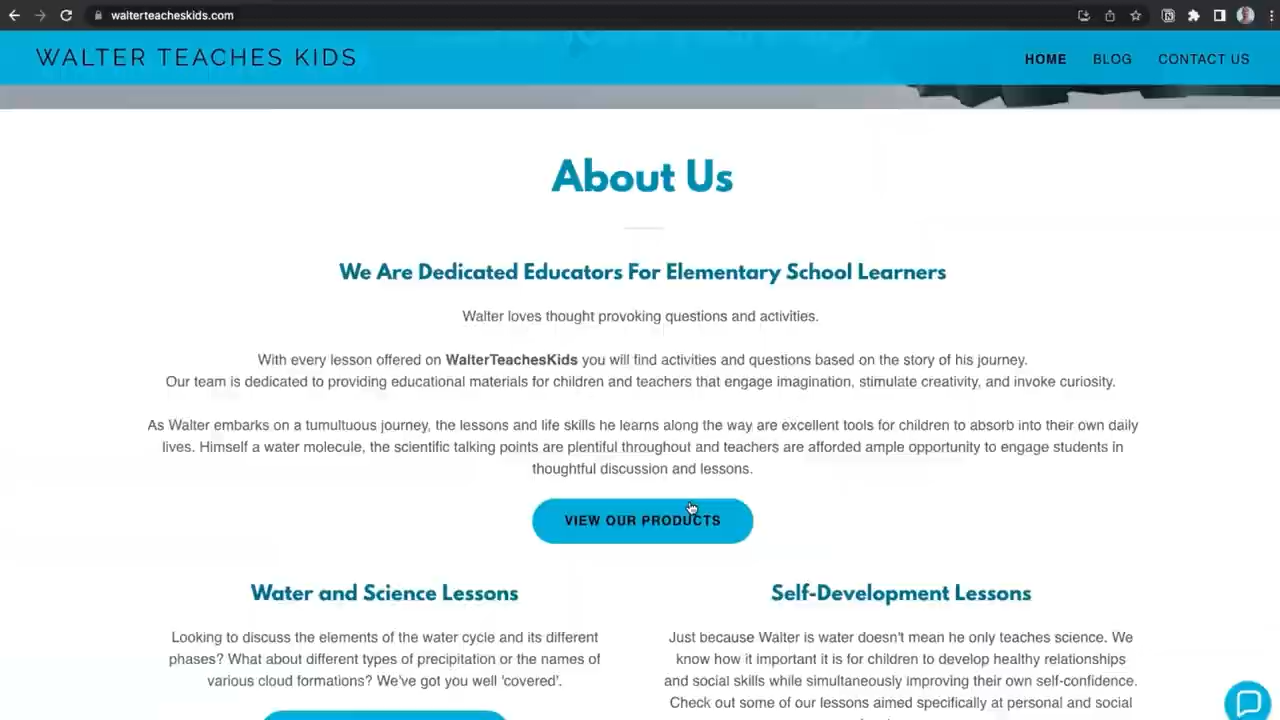 walterteacheskids.com
WALTER TEACHES KIDS
HOME BLOG CONTACT US
About Us
We Are Dedicated Educators For Elementary School Learners
Walter loves thought provoking questions and activities.
With every lesson offered on WalterTeachesKids you will find activities and questions based on the story of his journey.
Our team is dedicated to providing educational materials for children and teachers that engage imagination, stimulate creativity, and invoke curiosity.
As Walter embarks on a tumultuous journey, the lessons and life skills he learns along the way are excellent tools for children to absorb into their own daily
lives. Himself a water molecule, the scientific talking points are plentiful throughout and teachers are afforded ample opportunity to engage students in
thoughtful discussion and lessons.
VIEW OUR PRODUCTS
Water and Science Lessons
Looking to discuss the elements of the water cycle and its different
phases? What about different types of precipitation or the names of
various cloud formations? We've got you well 'covered'.
Self-Development Lessons
Just because Walter is water doesn't mean he only teaches science. We
know how it important it is for children to develop healthy relationships
and social skills while simultaneously improving their own self-confidence.
Check out some of our lessons aimed specifically at personal and social